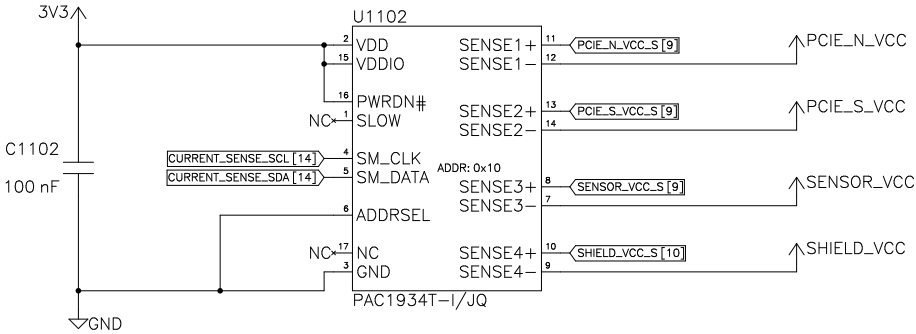 3V3
U1102
2 VDD
15 VDDIO
16 PWRDN#
NC 1 SLOW
C1102
100 nF
CURRENT_SENSE_SCL [14] 4 SM_CLK
CURRENT_SENSE_SDA [14] 5 SM_DATA
ADDR: 0x10
6 ADDRSEL
NC 17 NC
3 GND
SENSE1+ 11 PCIE_N_VCC_S [9]
SENSE1- 12 PCIE_N_VCC
SENSE2+ 13 PCIE_S_VCC_S [9]
SENSE2- 14 PCIE_S_VCC
SENSE3+ 8 SENSOR_VCC_S [9]
SENSE3- 7 SENSOR_VCC
SENSE4+ 10 SHIELD_VCC_S [10]
SENSE4- 9 SHIELD_VCC
PAC1934T-I/JQ
GND